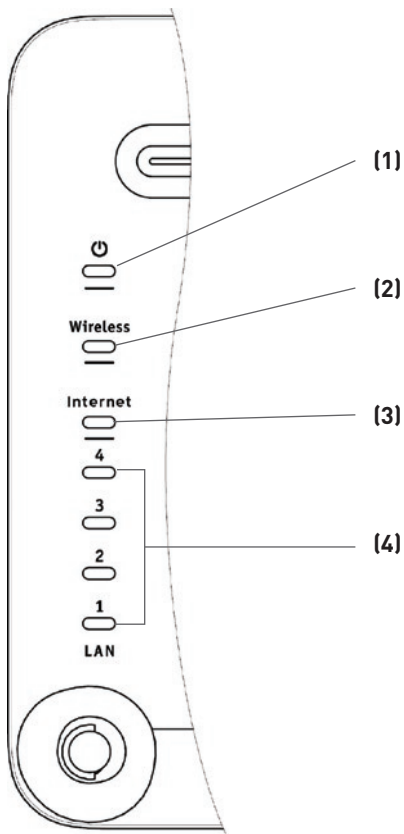 (1)
(2)
Wireless
Internet
(3)
4
3
(4)
2
1
LAN